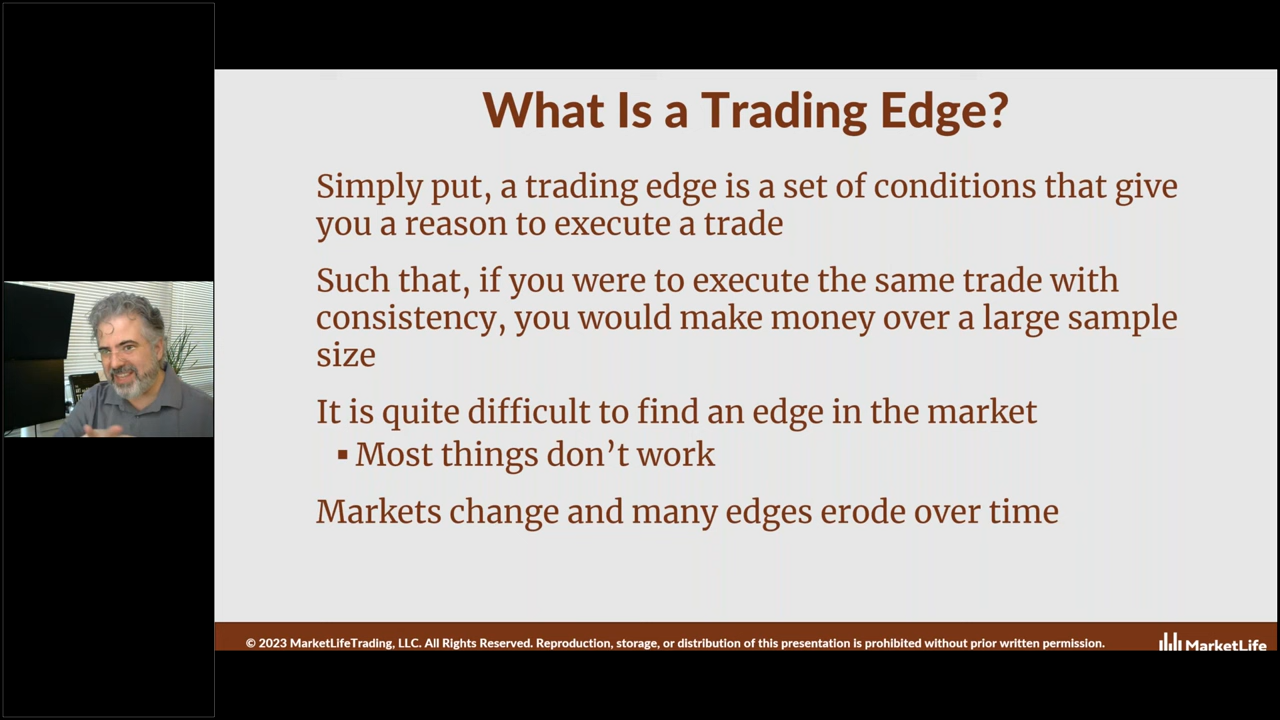 What Is a Trading Edge?
Simply put, a trading edge is a set of conditions that give
you a reason to execute a trade
Such that, if you were to execute the same trade with
consistency, you would make money over a large sample
size
It is quite difficult to find an edge in the market
▪ Most things don’t work
Markets change and many edges erode over time
© 2023 MarketLifeTrading, LLC. All Rights Reserved. Reproduction, storage, or distribution of this presentation is prohibited without prior written permission.
MarketLife